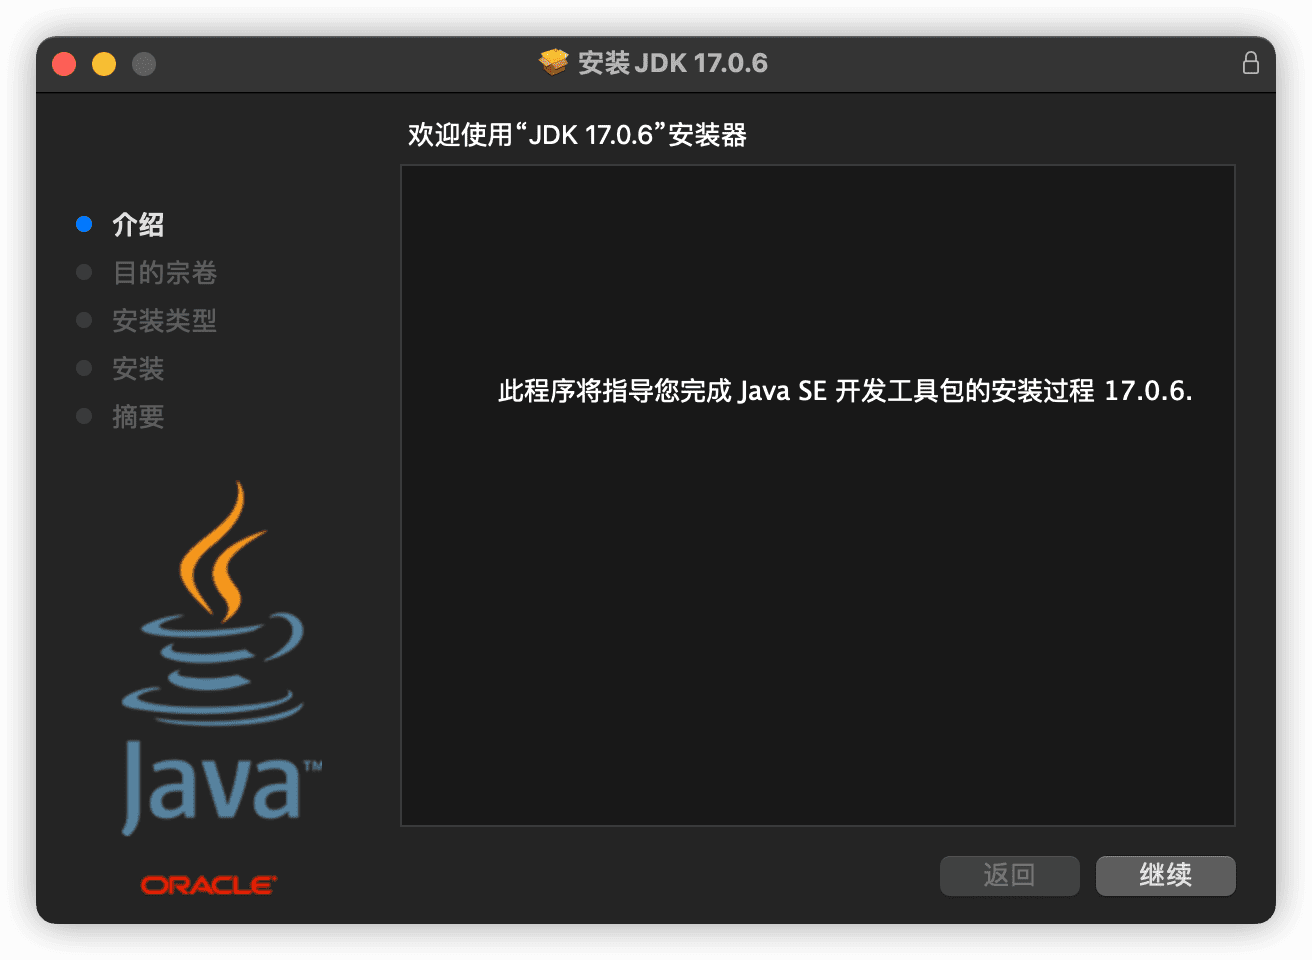 安装 JDK 17.0.6
欢迎使用“JDK 17.0.6”安装器
介绍
目的宗卷
安装类型
安装
摘要
此程序将指导您完成 Java SE 开发工具包的安装过程 17.0.6.
Java™
ORACLE®
返回
继续